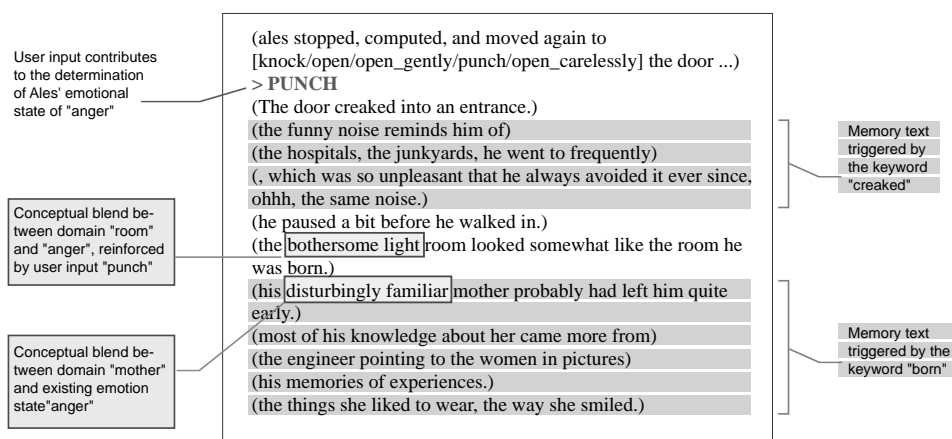 User input contributes
to the determination
of Ales' emotional
state of "anger"
Conceptual blend be-
tween domain "room"
and "anger", reinforced
by user input "punch"
Conceptual blend be-
tween domain "mother"
and existing emotion
state"anger"
(ales stopped, computed, and moved again to
[knock/open/open_gently/punch/open_carelessly] the door ...)
> PUNCH
(The door creaked into an entrance.)
(the funny noise reminds him of)
(the hospitals, the junkyards, he went to frequently)
(, which was so unpleasant that he always avoided it ever since,
ohhh, the same noise.)
(he paused a bit before he walked in.)
(the bothersome light room looked somewhat like the room he
was born.)
(his disturbingly familiar mother probably had left him quite
early.)
(most of his knowledge about her came more from)
(the engineer pointing to the women in pictures)
(his memories of experiences.)
(the things she liked to wear, the way she smiled.)
Memory text
triggered by
the keyword
"creaked"
Memory text
triggered by the
keyword "born"